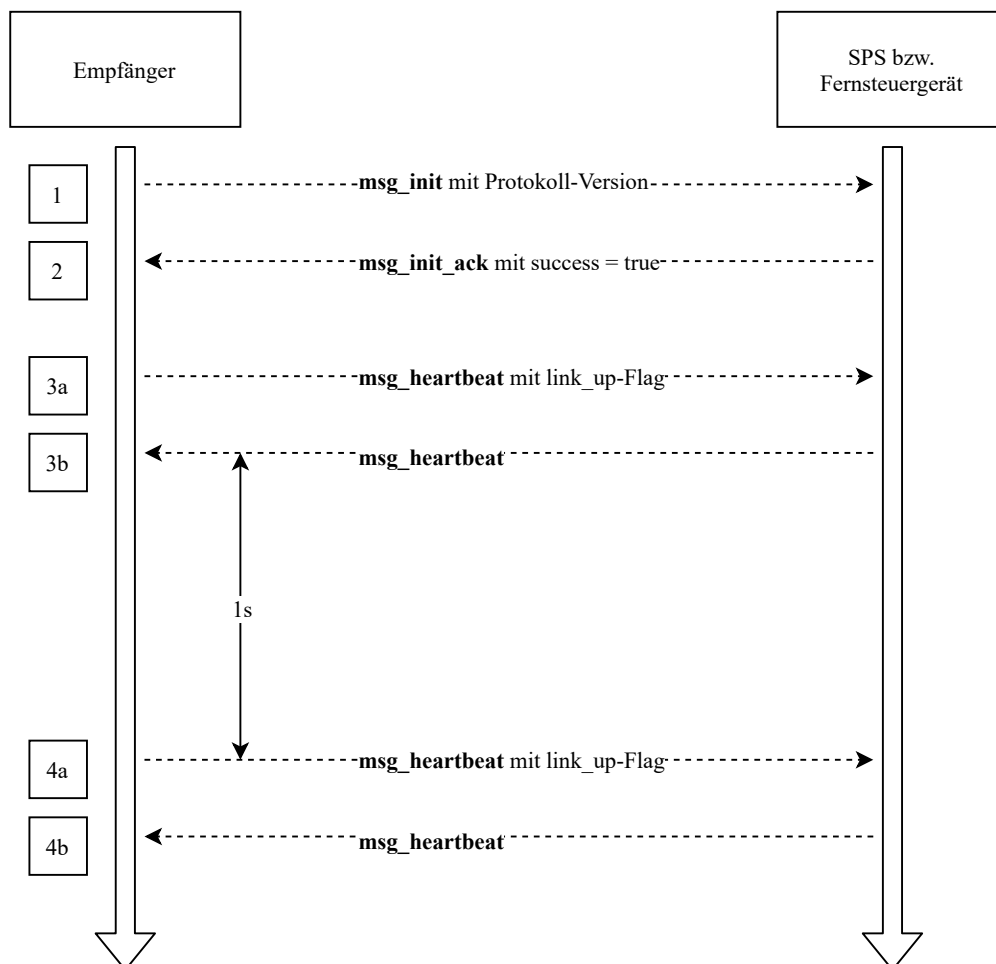 Empfänger
SPS bzw.
Fernsteuergerät
1
msg_init mit Protokoll-Version
2
msg_init_ack mit success = true
3a
msg_heartbeat mit link_up-Flag
3b
msg_heartbeat
1s
4a
msg_heartbeat mit link_up-Flag
4b
msg_heartbeat